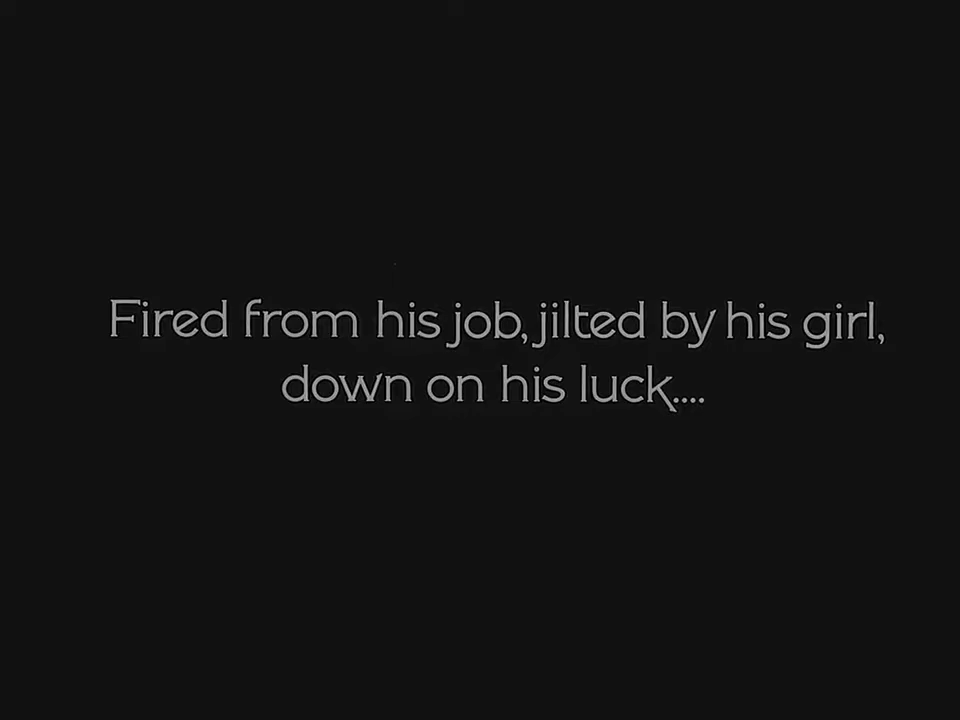 Fired from his job, jilted by his girl,
down on his luck....